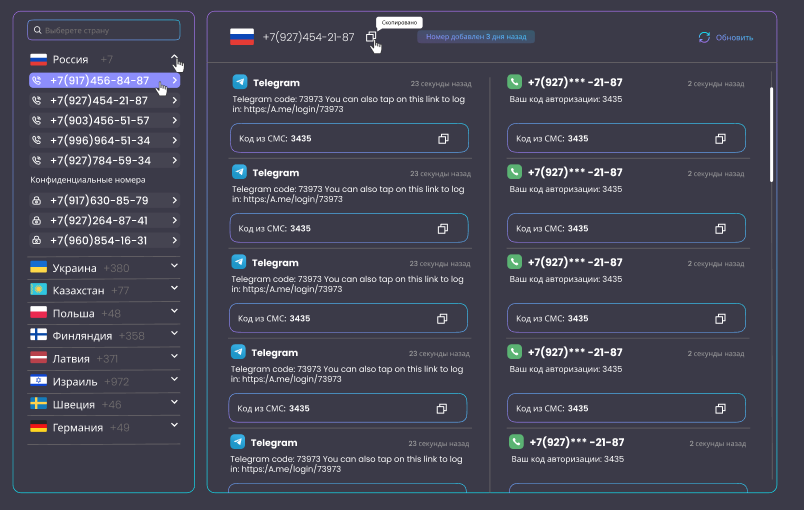 Выберете страну
Россия +7
+7(917)456-84-87
+7(927)454-21-87
+7(903)456-51-57
+7(996)964-51-34
+7(927)784-59-34
Конфиденциальные номера
+7(917)630-85-79
+7(927)264-87-41
+7(960)854-16-31
Украина +380
Казахстан +77
Польша +48
Финляндия +358
Латвия +371
Израиль +972
Швеция +46
Германия +49
Скопировано
+7(927)454-21-87
Номер добавлен 3 дня назад
Обновить
Telegram 23 секунды назад
Telegram code: 73973 You can also tap on this link to log
in: https:/A.me/login/73973
Код из СМС: 3435
Telegram 23 секунды назад
Telegram code: 73973 You can also tap on this link to log
in: https:/A.me/login/73973
Код из СМС: 3435
Telegram 23 секунды назад
Telegram code: 73973 You can also tap on this link to log
in: https:/A.me/login/73973
Код из СМС: 3435
Telegram 23 секунды назад
Telegram code: 73973 You can also tap on this link to log
in: https:/A.me/login/73973
Код из СМС: 3435
Telegram 23 секунды назад
Telegram code: 73973 You can also tap on this link to log
in: https:/A.me/login/73973
+7(927)*** -21-87 2 секунды назад
Ваш код авторизации: 3435
Код из СМС: 3435
+7(927)*** -21-87 2 секунды назад
Ваш код авторизации: 3435
Код из СМС: 3435
+7(927)*** -21-87 2 секунды назад
Ваш код авторизации: 3435
Код из СМС: 3435
+7(927)*** -21-87 2 секунды назад
Ваш код авторизации: 3435
Код из СМС: 3435
+7(927)*** -21-87 2 секунды назад
Ваш код авторизации: 3435